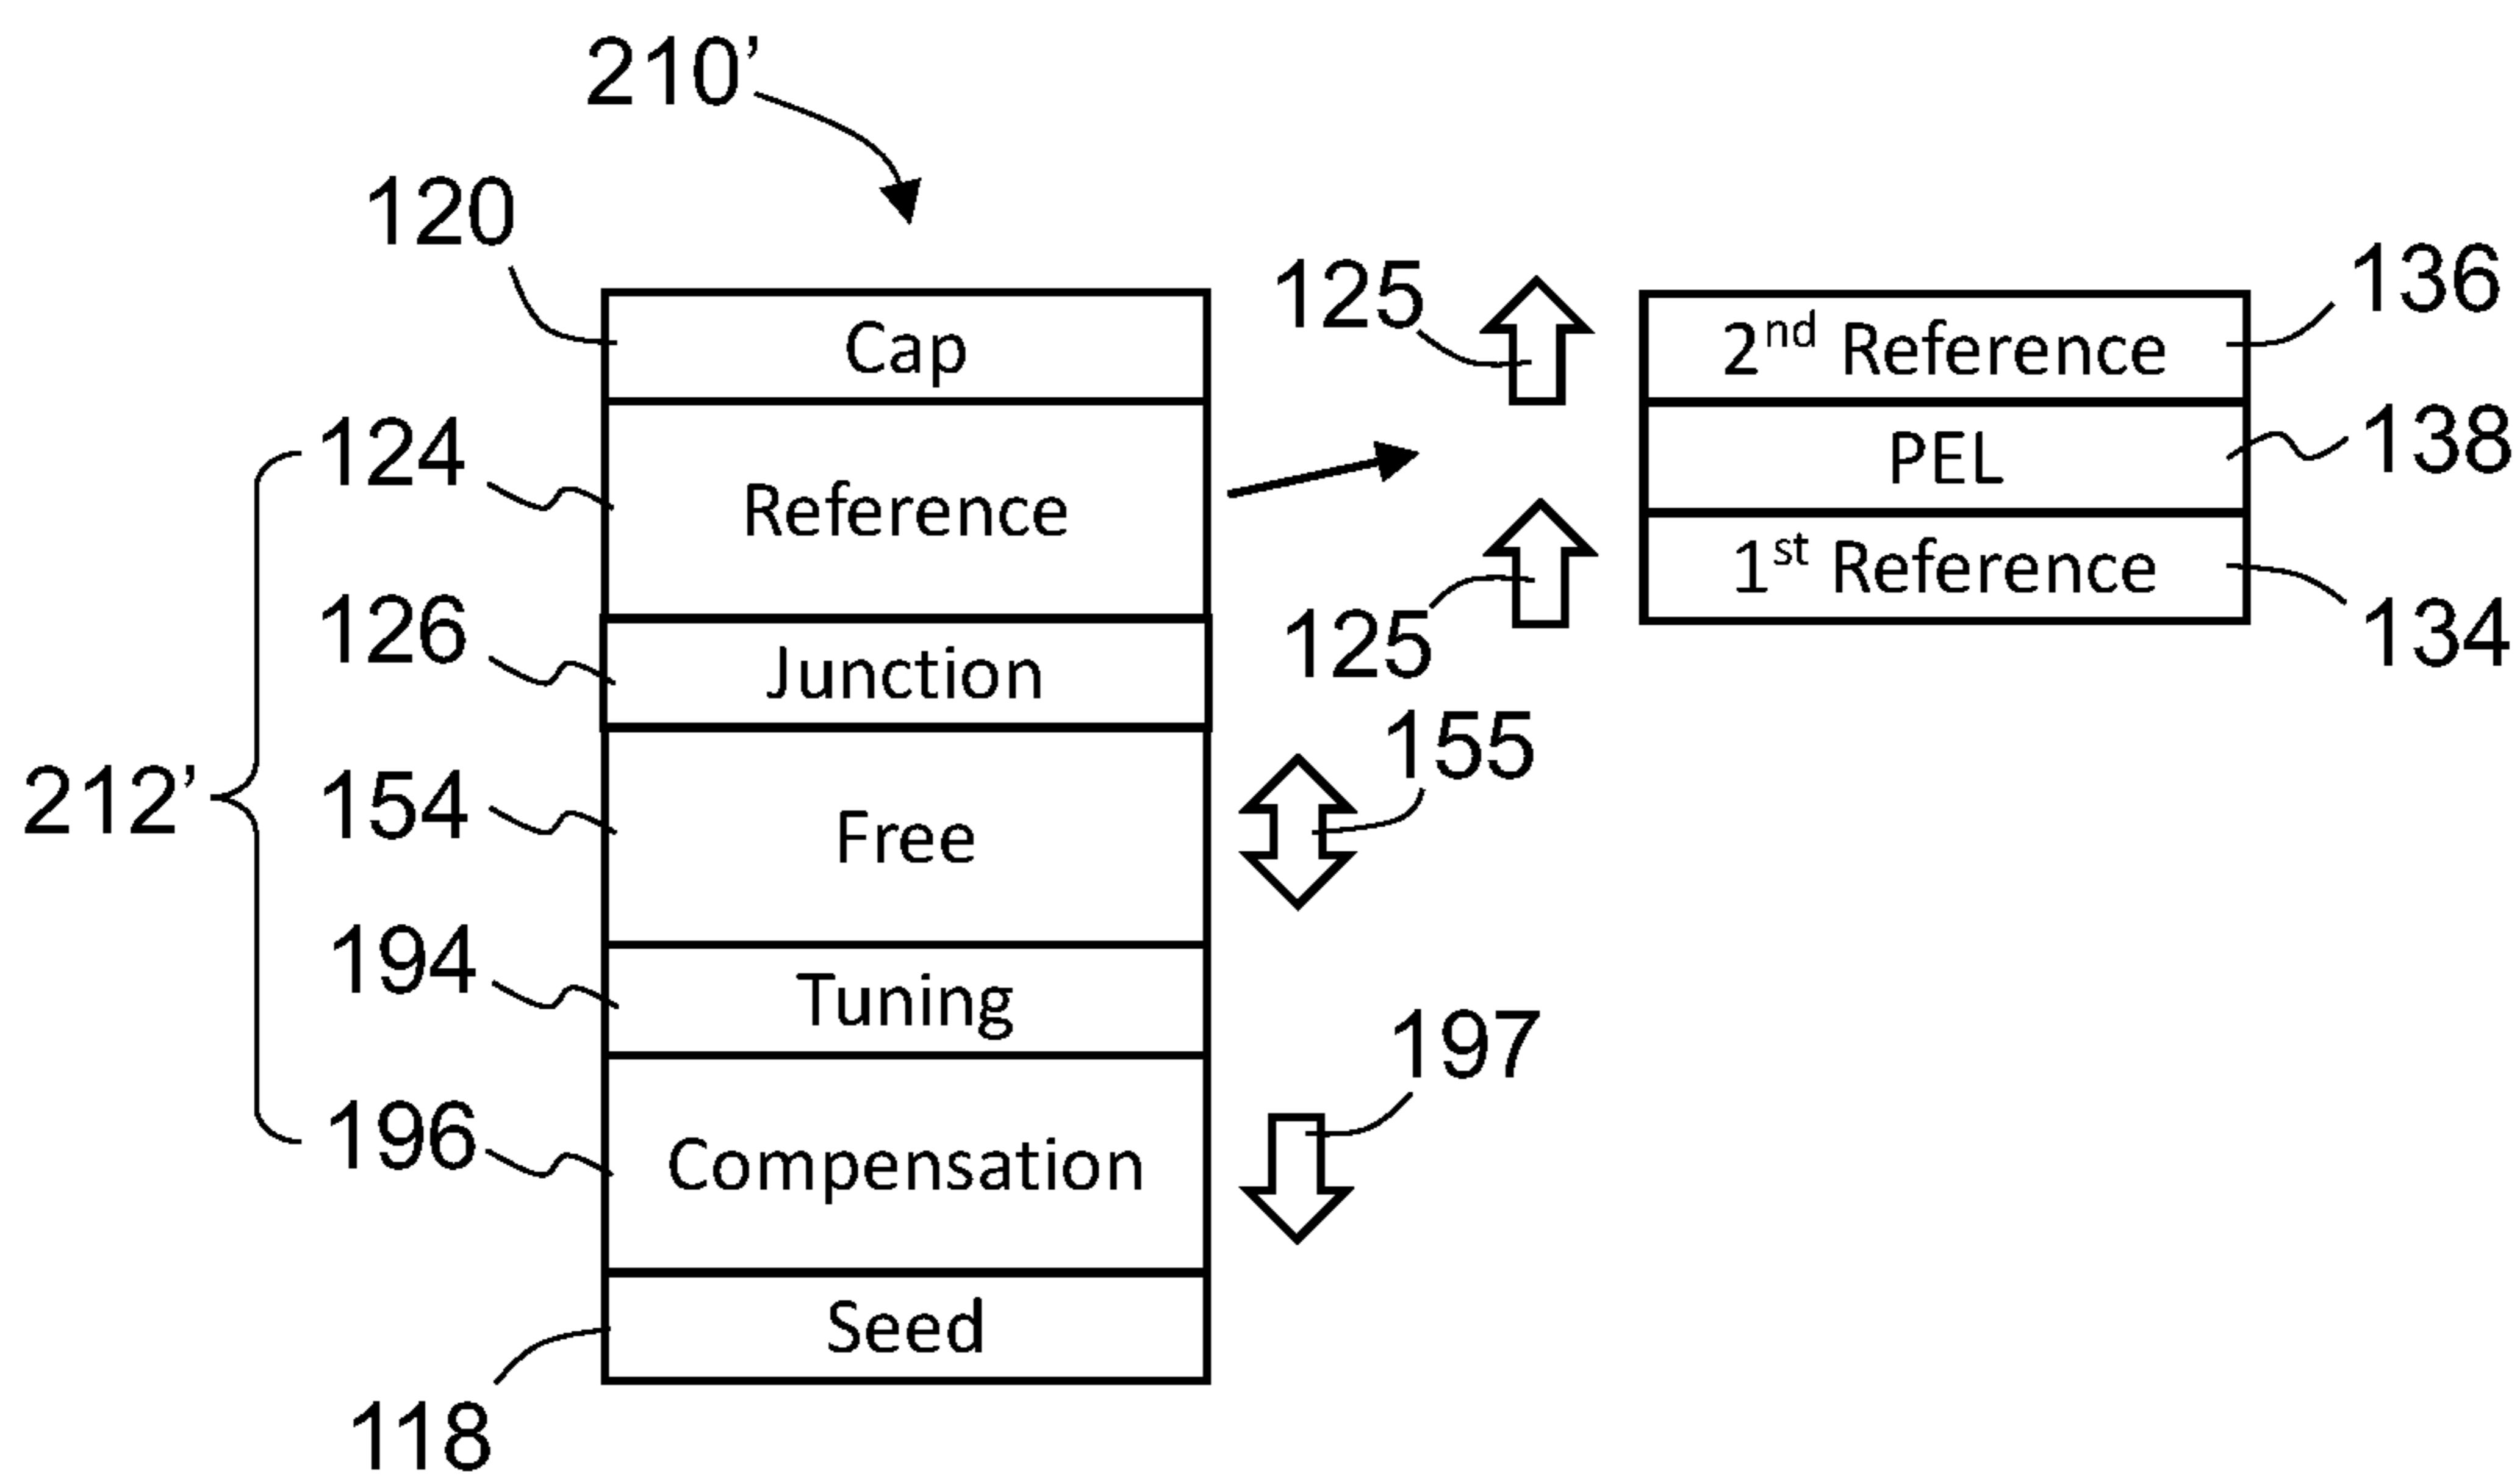 210’
120
Cap
125
2nd Reference
136
124
Reference
PEL
138
125
1st Reference
134
126
Junction
212’
154
Free
155
194
Tuning
196
Compensation
197
Seed
118